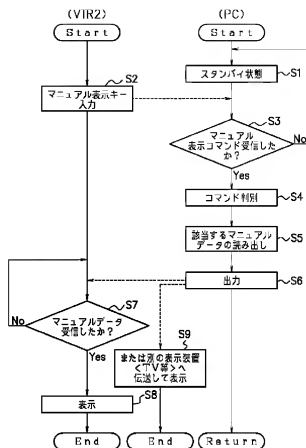 (VTR2)
(PC)
Start
Start
S1
スタンバイ状態
S2
マニュアル表示キー
入力
S3
マニュアル
表示コマンド受信した
か?
No
Yes
コマンド判別
S4
該当するマニュアル
データの読み出し
S5
出力
S6
S7
マニュアルデータ
受信したか?
No
Yes
S9
または別の表示装置
<TV等>へ
伝送して表示
表示
S8
End
End
Return